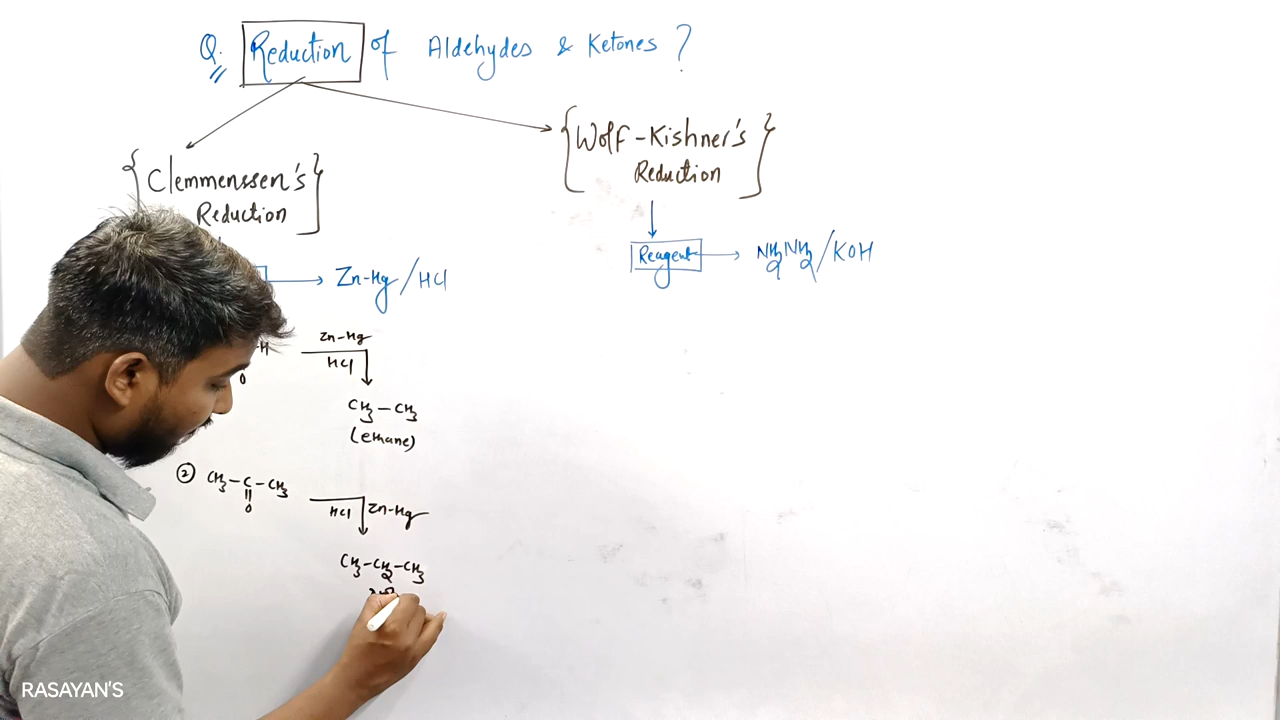 Q. Reduction of Aldehydes & Ketones ?
{Clemmenssen's}
Reduction
Zn-Hg/HCl
H
O
Zn-Hg
HCl
CH3-CH3
(ethane)
② CH3-C-CH3
O
HCl Zn-Hg
CH3-CH2-CH3
{Wolf-Kishner's}
Reduction
Reagent → NH2NH2/KOH
RASAYAN'S